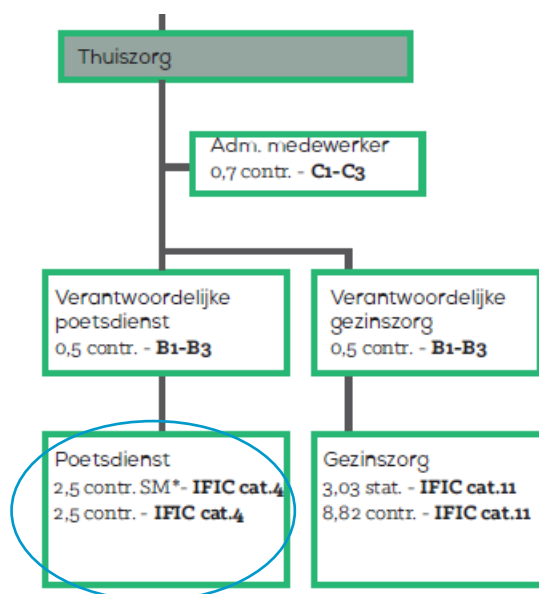 Thuiszorg
Adm. medewerker
0,7 contr. - C1-C3
Verantwoordelijke
poetsdienst
0,5 contr. - B1-B3
Verantwoordelijke
gezinszorg
0,5 contr. - B1-B3
Poetsdienst
2,5 contr. SM*- IFIC cat.4
2,5 contr. - IFIC cat.4
Gezinszorg
3,03 stat. - IFIC cat.11
8,82 contr. - IFIC cat.11